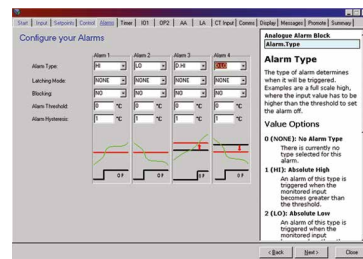 Start Input Setpoints Control Alarms Timer IO1 OP2 AA LA CT Input Comms Display Messages Promote Summary
Configure your Alarms
Alarm 1 Alarm 2 Alarm 3 Alarm 4
Alarm Type: HI LO D.HI
Latching Mode: NONE NONE NONE NONE
Blocking: NO NO NO NO
Alarm Threshold: 0 °C 0 °C 0 °C 0 °C
Alarm Hysteresis: 1 °C 1 °C 1 °C 1 °C
OP OP OP OP
Analogue Alarm Block
Alarm.Type
Alarm Type
The type of alarm determines
when it will be triggered.
Examples are a full scale high,
where the input value has to be
higher than the threshold to set
the alarm off.
Value Options
0 (NONE): No Alarm Type
There is currently no
type selected for this
alarm.
1 (HI): Absolute High
An alarm of this type is
triggered when the
monitored input
becomes greater than
the threshold.
2 (LO): Absolute Low
An alarm of this type is
triggered when the
monitored input
< Back Next > Close